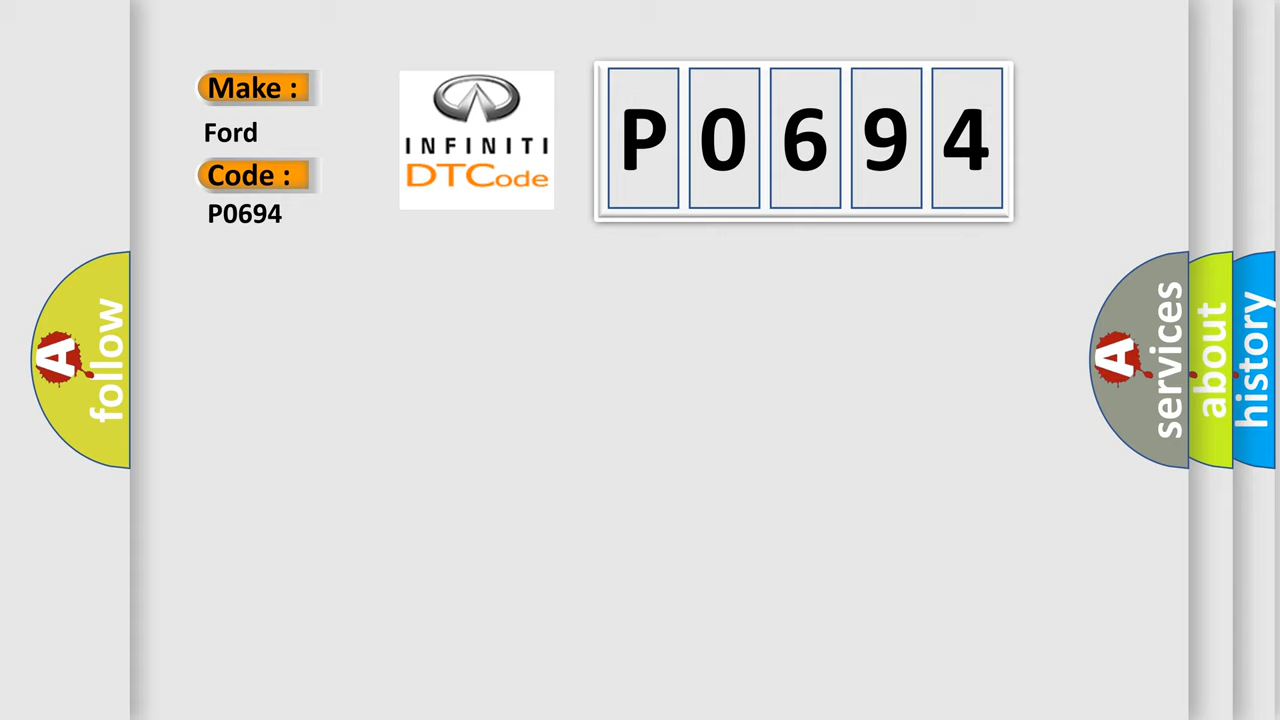 Make :
Ford
Code :
P0694
INFINITI
DTCode
P0694
A follow
A services
about
history